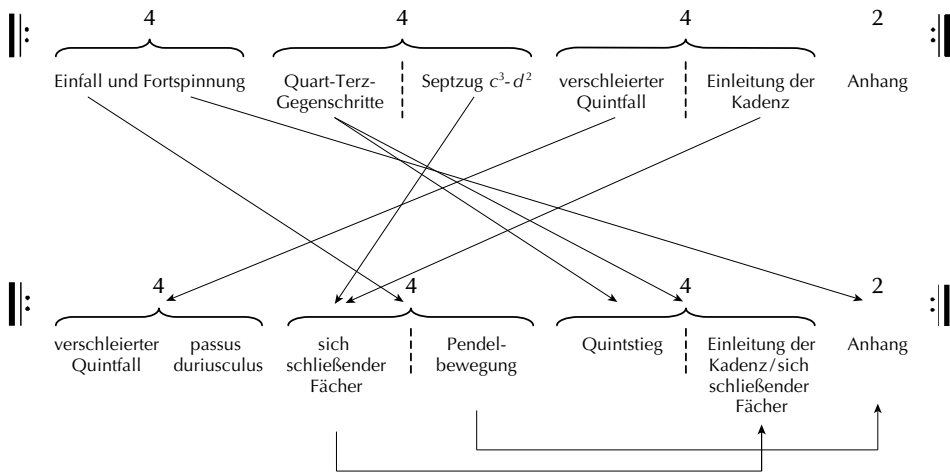 4 4 4 2
Einfall und Fortspinnung
Quart-Terz-
Gegenschritte
Septzug c³-d²
verschleierter
Quintfall
Einleitung der
Kadenz
Anhang
4 4 4 2
verschleierter
Quintfall
passus
duriusculus
sich
schließender
Fächer
Pendel-
bewegung
Quintstieg
Einleitung der
Kadenz/sich
schließender
Fächer
Anhang